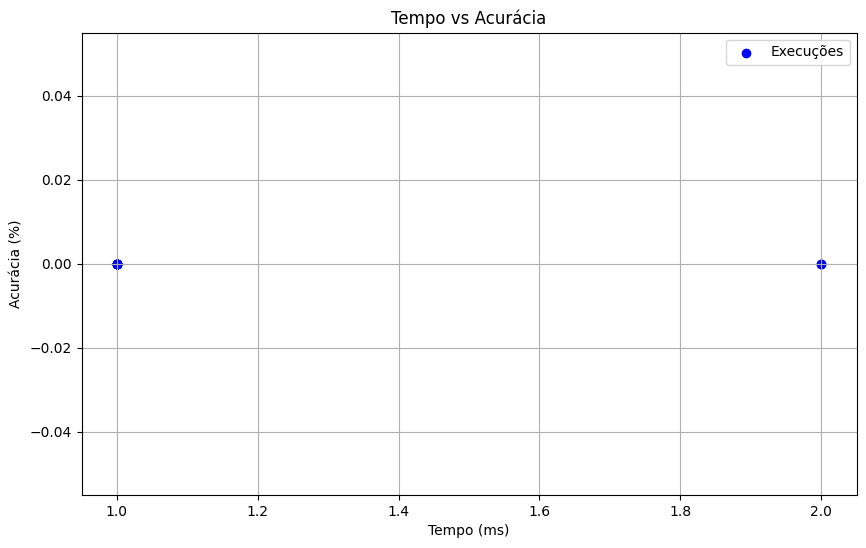 Tempo vs Acurácia
Execuções
0.04
0.02
0.00
−0.02
−0.04
Acurácia (%)
1.0 1.2 1.4 1.6 1.8 2.0
Tempo (ms)